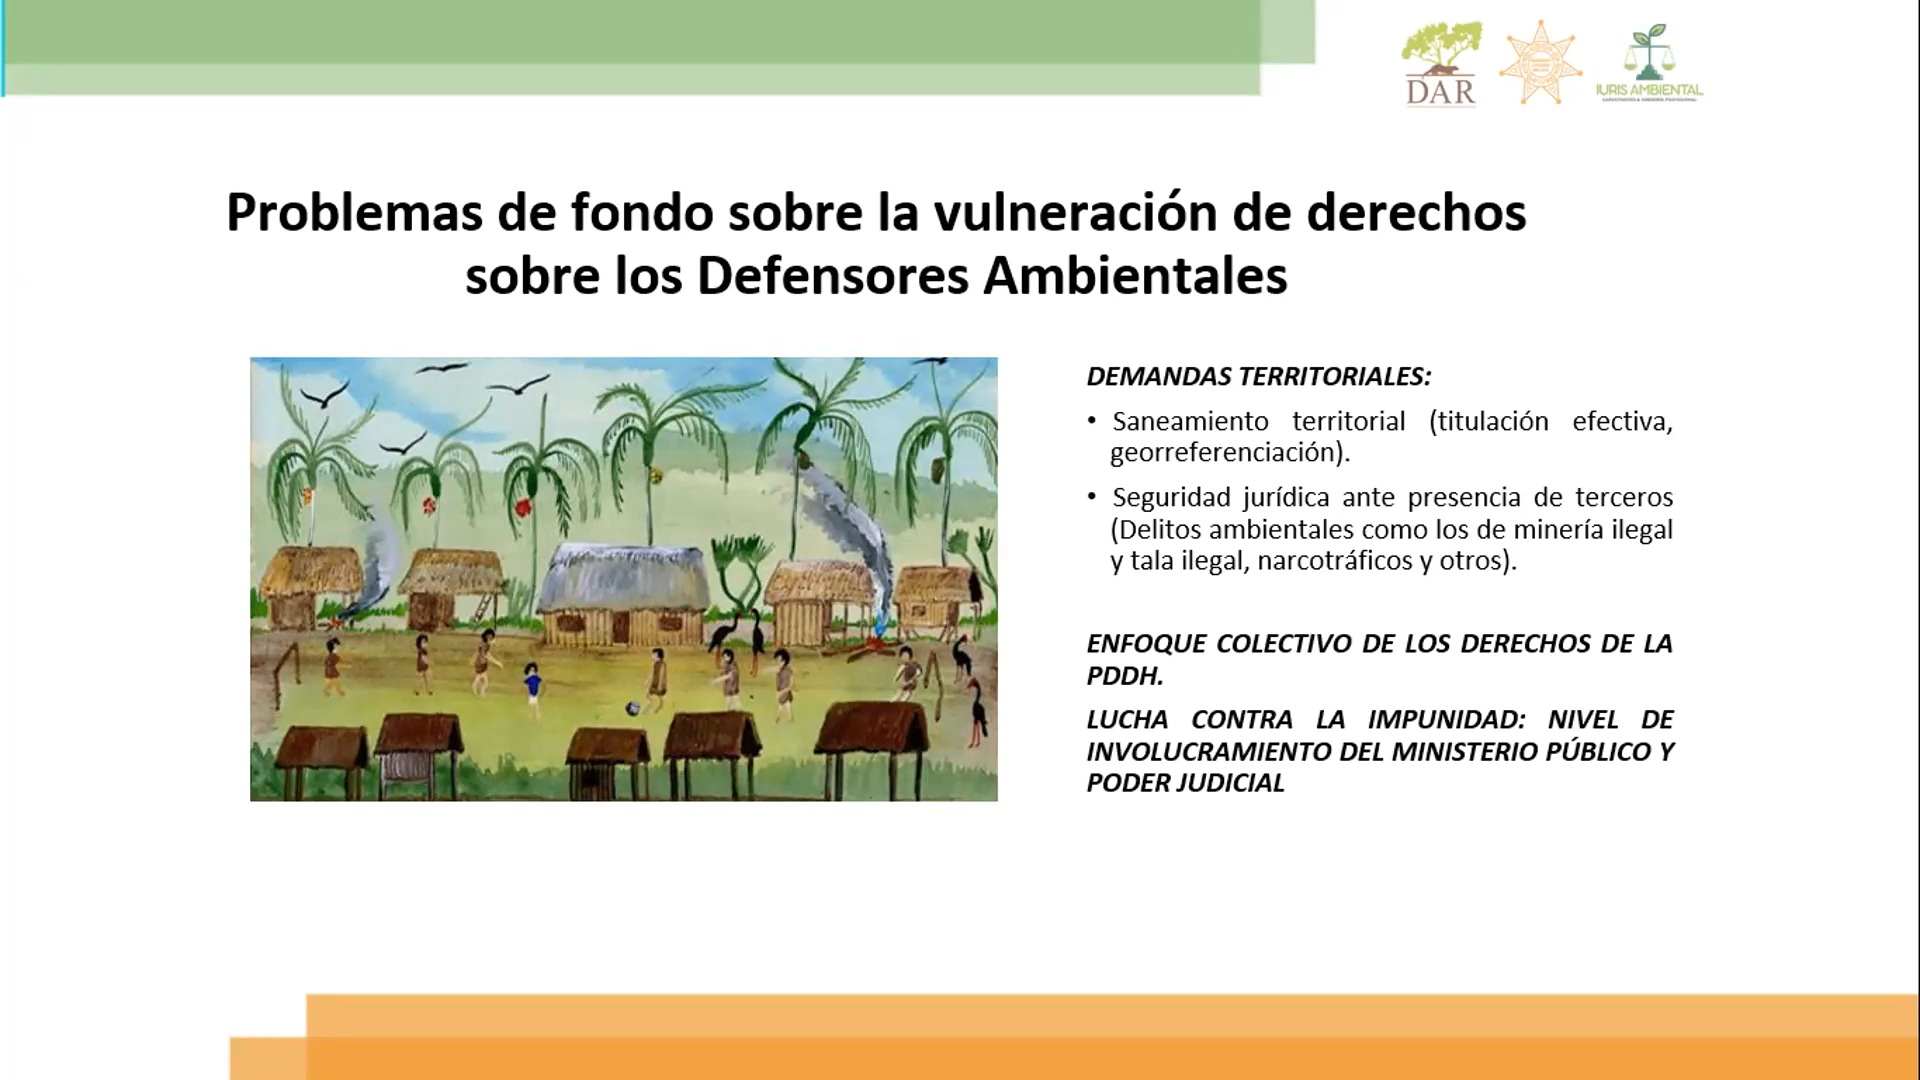 DAR
IURIS AMBIENTAL
Problemas de fondo sobre la vulneración de derechos
sobre los Defensores Ambientales
DEMANDAS TERRITORIALES:
• Saneamiento territorial (titulación efectiva,
georreferenciación).
• Seguridad jurídica ante presencia de terceros
(Delitos ambientales como los de minería ilegal
y tala ilegal, narcotráficos y otros).
ENFOQUE COLECTIVO DE LOS DERECHOS DE LA
PDDH.
LUCHA CONTRA LA IMPUNIDAD: NIVEL DE
INVOLUCRAMIENTO DEL MINISTERIO PÚBLICO Y
PODER JUDICIAL